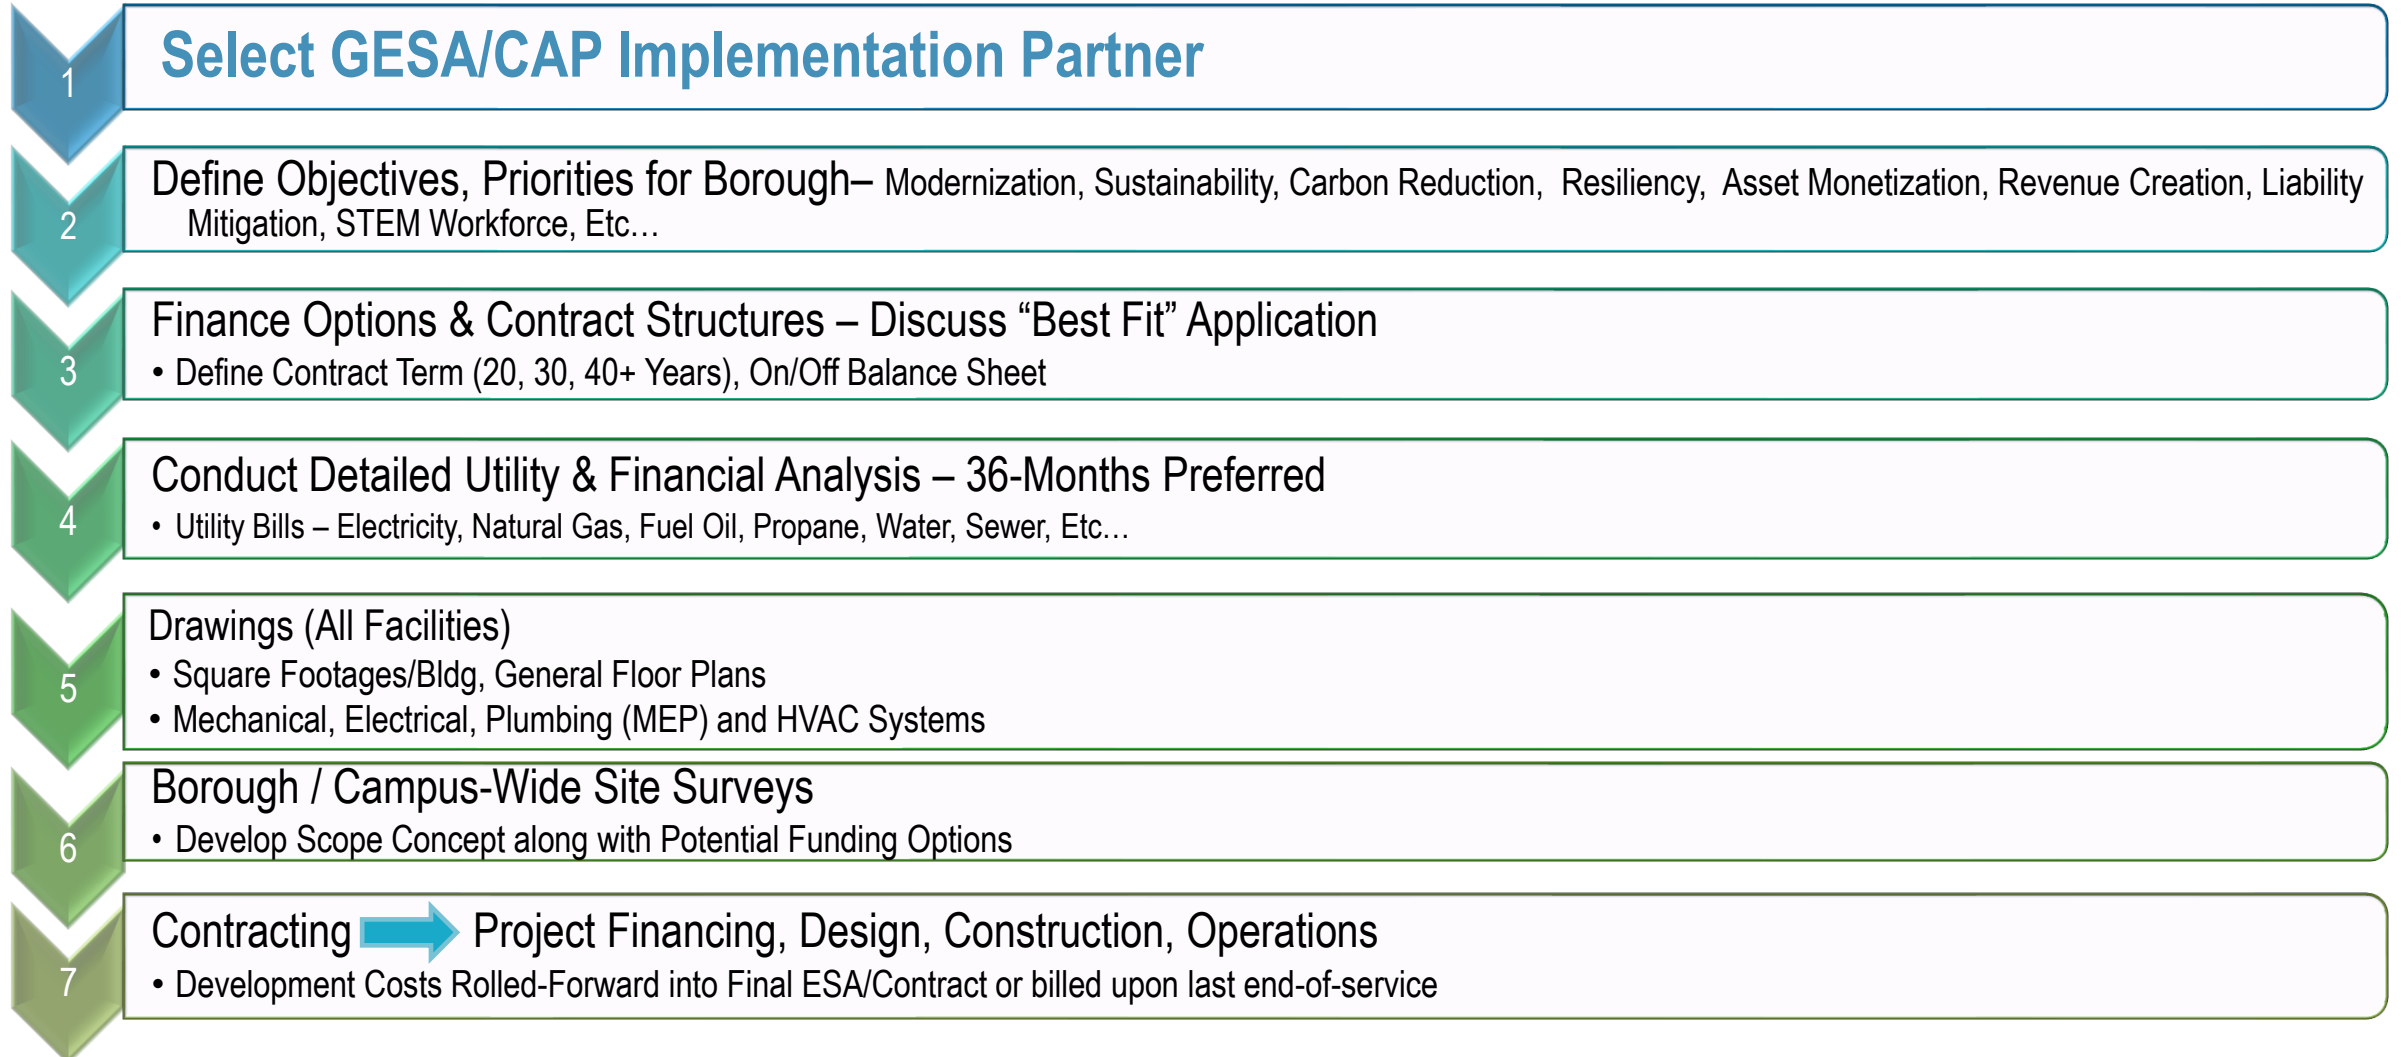 1
Select GESA/CAP Implementation Partner
2
Define Objectives, Priorities for Borough– Modernization, Sustainability, Carbon Reduction, Resiliency, Asset Monetization, Revenue Creation, Liability
Mitigation, STEM Workforce, Etc…
3
Finance Options & Contract Structures – Discuss “Best Fit” Application
• Define Contract Term (20, 30, 40+ Years), On/Off Balance Sheet
4
Conduct Detailed Utility & Financial Analysis – 36-Months Preferred
• Utility Bills – Electricity, Natural Gas, Fuel Oil, Propane, Water, Sewer, Etc…
5
Drawings (All Facilities)
• Square Footages/Bldg, General Floor Plans
• Mechanical, Electrical, Plumbing (MEP) and HVAC Systems
6
Borough / Campus-Wide Site Surveys
• Develop Scope Concept along with Potential Funding Options
7
Contracting Project Financing, Design, Construction, Operations
• Development Costs Rolled-Forward into Final ESA/Contract or billed upon last end-of-service